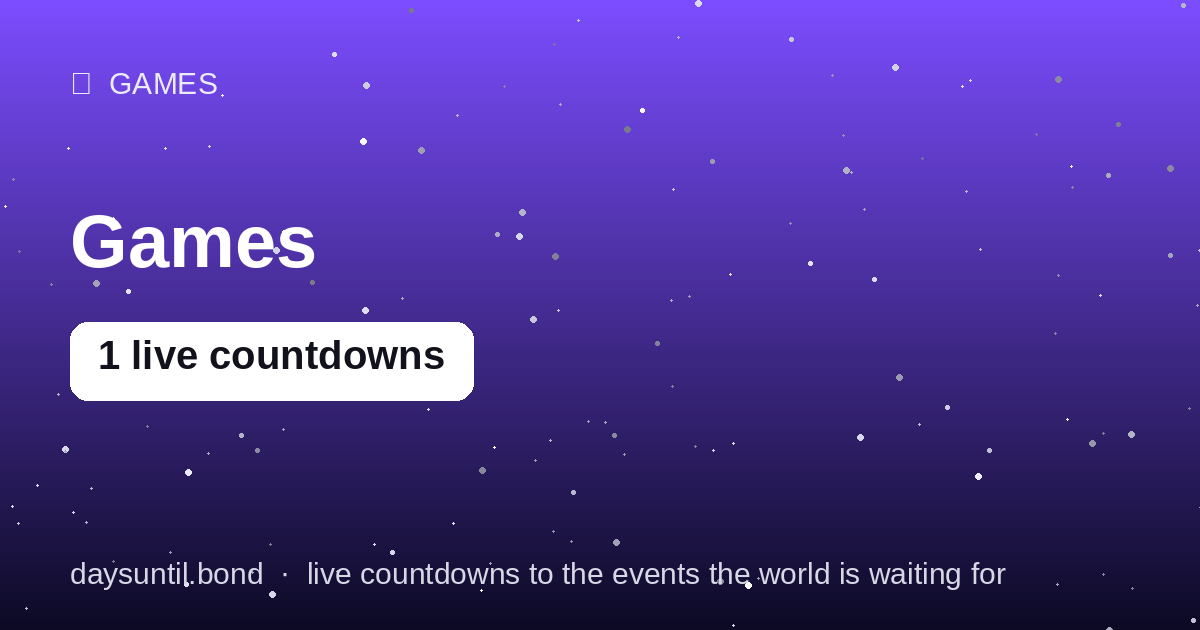 GAMES
Games
1 live countdowns
daysuntil.bond · live countdowns to the events the world is waiting for